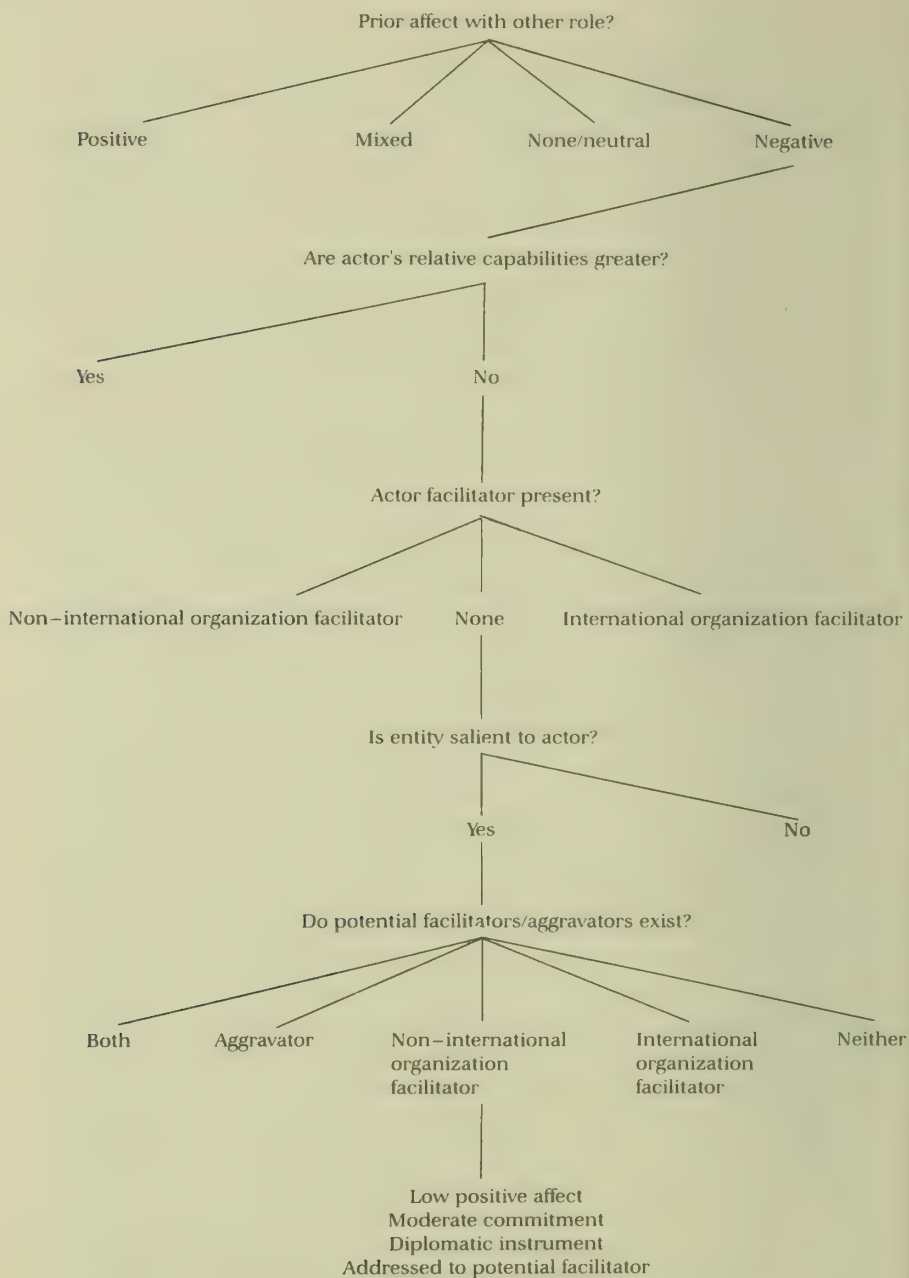 Prior affect with other role?
Positive Mixed None/neutral Negative
Are actor's relative capabilities greater?
Yes No
Actor facilitator present?
Non-international organization facilitator None International organization facilitator
Is entity salient to actor?
Yes No
Do potential facilitators/aggravators exist?
Both Aggravator Non-international organization facilitator International organization facilitator Neither
Low positive affect
Moderate commitment
Diplomatic instrument
Addressed to potential facilitator